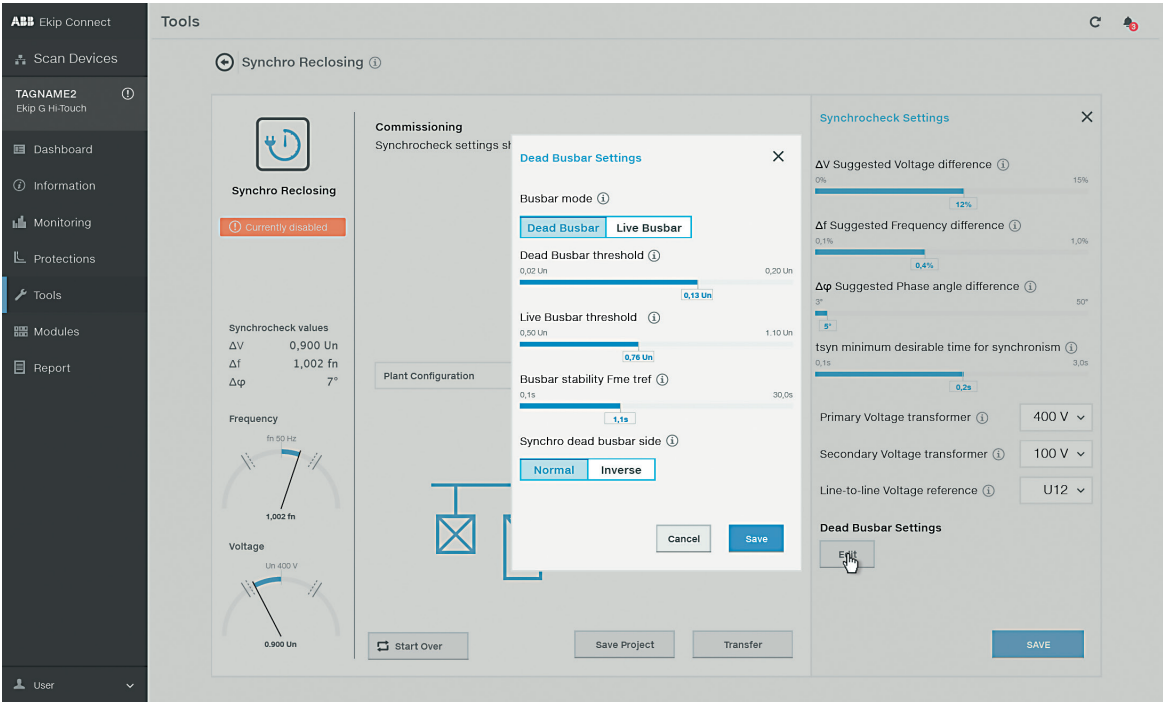 ABB Ekip Connect
Tools
3
Scan Devices
TAGNAME2
Ekip G Hi-Touch
Dashboard
Information
Monitoring
Protections
Tools
Modules
Report
User
Synchro Reclosing
Synchro Reclosing
Currently disabled
Synchrocheck values
ΔV 0,900 Un
Δf 1,002 fn
Δφ 7°
Frequency
fn 50 Hz
1,002 fn
Voltage
Un 400 V
0.900 Un
Commissioning
Synchrocheck settings sh
Plant Configuration
Start Over
Save Project
Transfer
Dead Busbar Settings
Busbar mode
Dead Busbar Live Busbar
Dead Busbar threshold
0,02 Un 0,20 Un
0,13 Un
Live Busbar threshold
0,50 Un 1.10 Un
0,76 Un
Busbar stability Fme tref
0,1s 30,0s
1,1s
Synchro dead busbar side
Normal Inverse
Cancel Save
Synchrocheck Settings
ΔV Suggested Voltage difference
0% 15%
12%
Δf Suggested Frequency difference
0,1% 1,0%
0,4%
Δφ Suggested Phase angle difference
3° 50°
5°
tsyn minimum desirable time for synchronism
0,1s 3,0s
0,2s
Primary Voltage transformer 400 V
Secondary Voltage transformer 100 V
Line-to-line Voltage reference U12
Dead Busbar Settings
Edit
SAVE